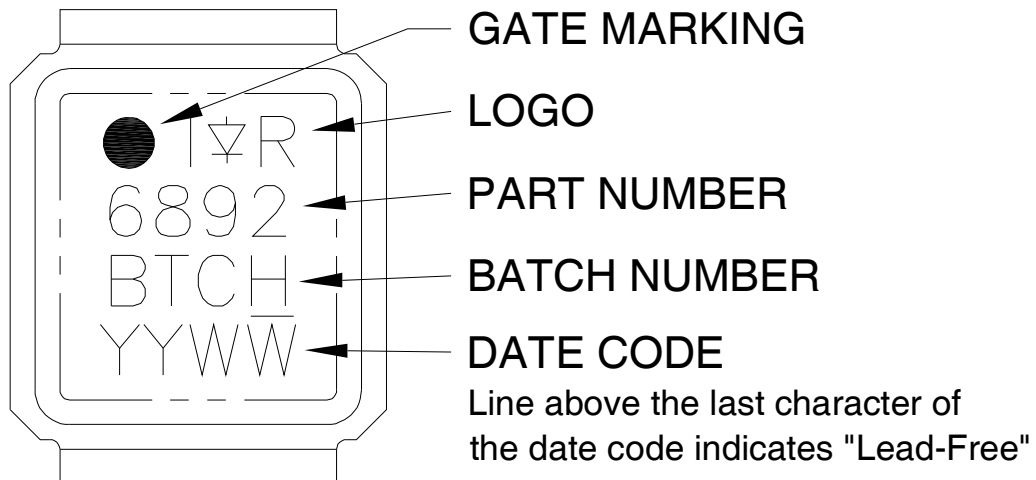 GATE MARKING
I R
LOGO
6892
PART NUMBER
BTCH
BATCH NUMBER
YYWW
DATE CODE
Line above the last character of
the date code indicates "Lead-Free"